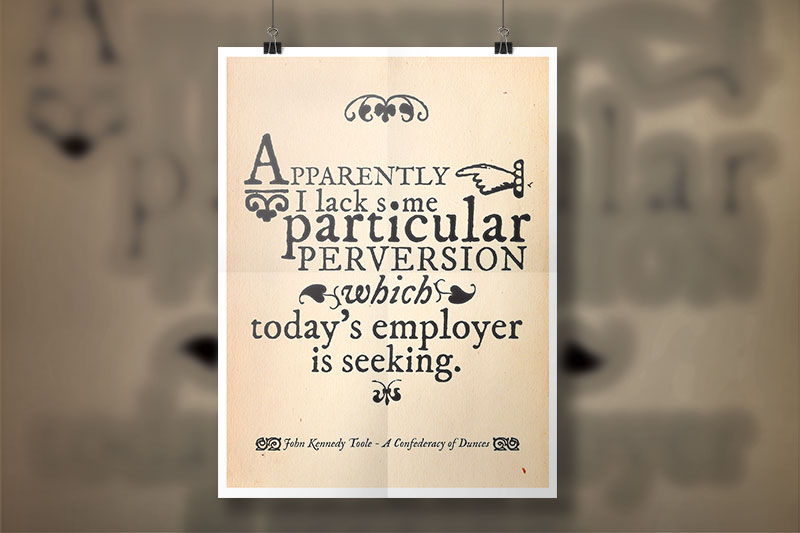 APPARENTLY
I lack some
particular
PERVERSION
which
today's employer
is seeking.
John Kennedy Toole - A Confederacy of Dunces